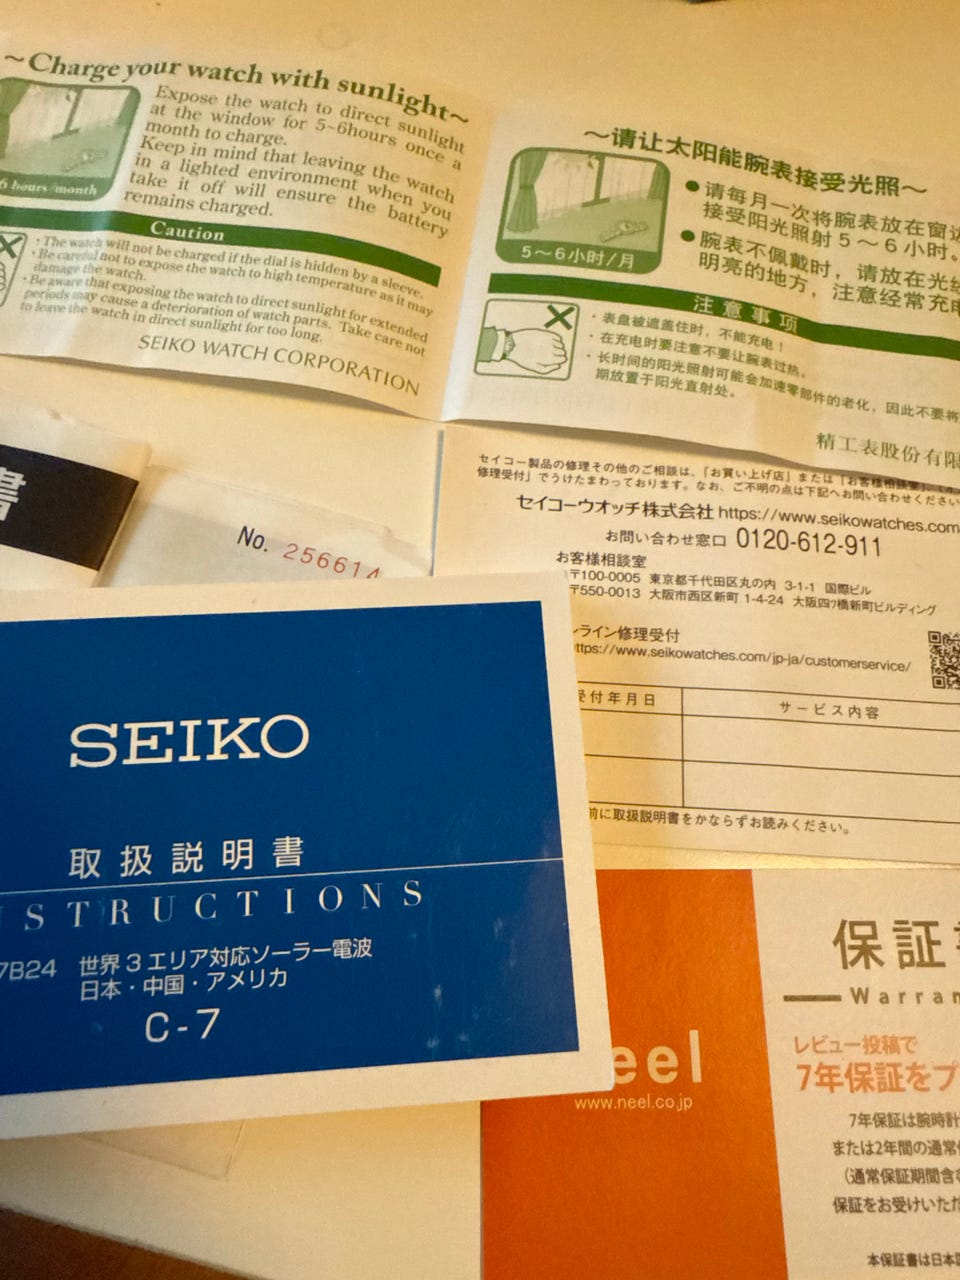 ~Charge your watch with sunlight~
Expose the watch to direct sunlight
at the window for 5~6hours once a
month to charge.
Keep in mind that leaving the watch
in a lighted environment when you
take it off will ensure the battery
remains charged.
6 hours/month
Caution
・The watch will not be charged if the dial is hidden by a sleeve.
・Be careful not to expose the watch to high temperature as it may
damage the watch.
・Be aware that exposing the watch to direct sunlight for extended
periods may cause a deterioration of watch parts. Take care not
to leave the watch in direct sunlight for too long.
SEIKO WATCH CORPORATION
~请让太阳能腕表接受光照~
●请每月一次将腕表放在窗边
接受阳光照射5～6小时。
●腕表不佩戴时，请放在光线
明亮的地方，注意经常充电
5～6小时/月
注意事项
・表盘被遮盖住时，不能充电！
・在充电时要注意不要让腕表过热。
・长时间的阳光照射可能会加速零部件的老化，因此不要将
期放置于阳光直射处。
精工表股份有限
書
No. 256614
セイコー製品の修理その他のご相談は、「お買い上げ店」または「お客様相談室」、
修理受付」でうけたまわっております。なお、ご不明の点は下記へお問い合わせください
セイコーウオッチ株式会社 https://www.seikowatches.com
お問い合わせ窓口 0120-612-911
お客様相談室
〒100-0005 東京都千代田区丸の内 3-1-1 国際ビル
〒550-0013 大阪市西区新町 1-4-24 大阪四ツ橋新町ビルディング
ンライン修理受付
ttps://www.seikowatches.com/jp-ja/customerservice/
受付年月日 サービス内容
前に取扱説明書をかならずお読みください。
SEIKO
取扱説明書
STRUCTIONS
7B24 世界3エリア対応ソーラー電波
日本・中国・アメリカ
C-7
eel
www.neel.co.jp
保証書
Warran
レビュー投稿で
7年保証をプ
7年保証は腕時計
または2年間の通常
（通常保証期間含
保証をお受けいただ
本保証書は日本国